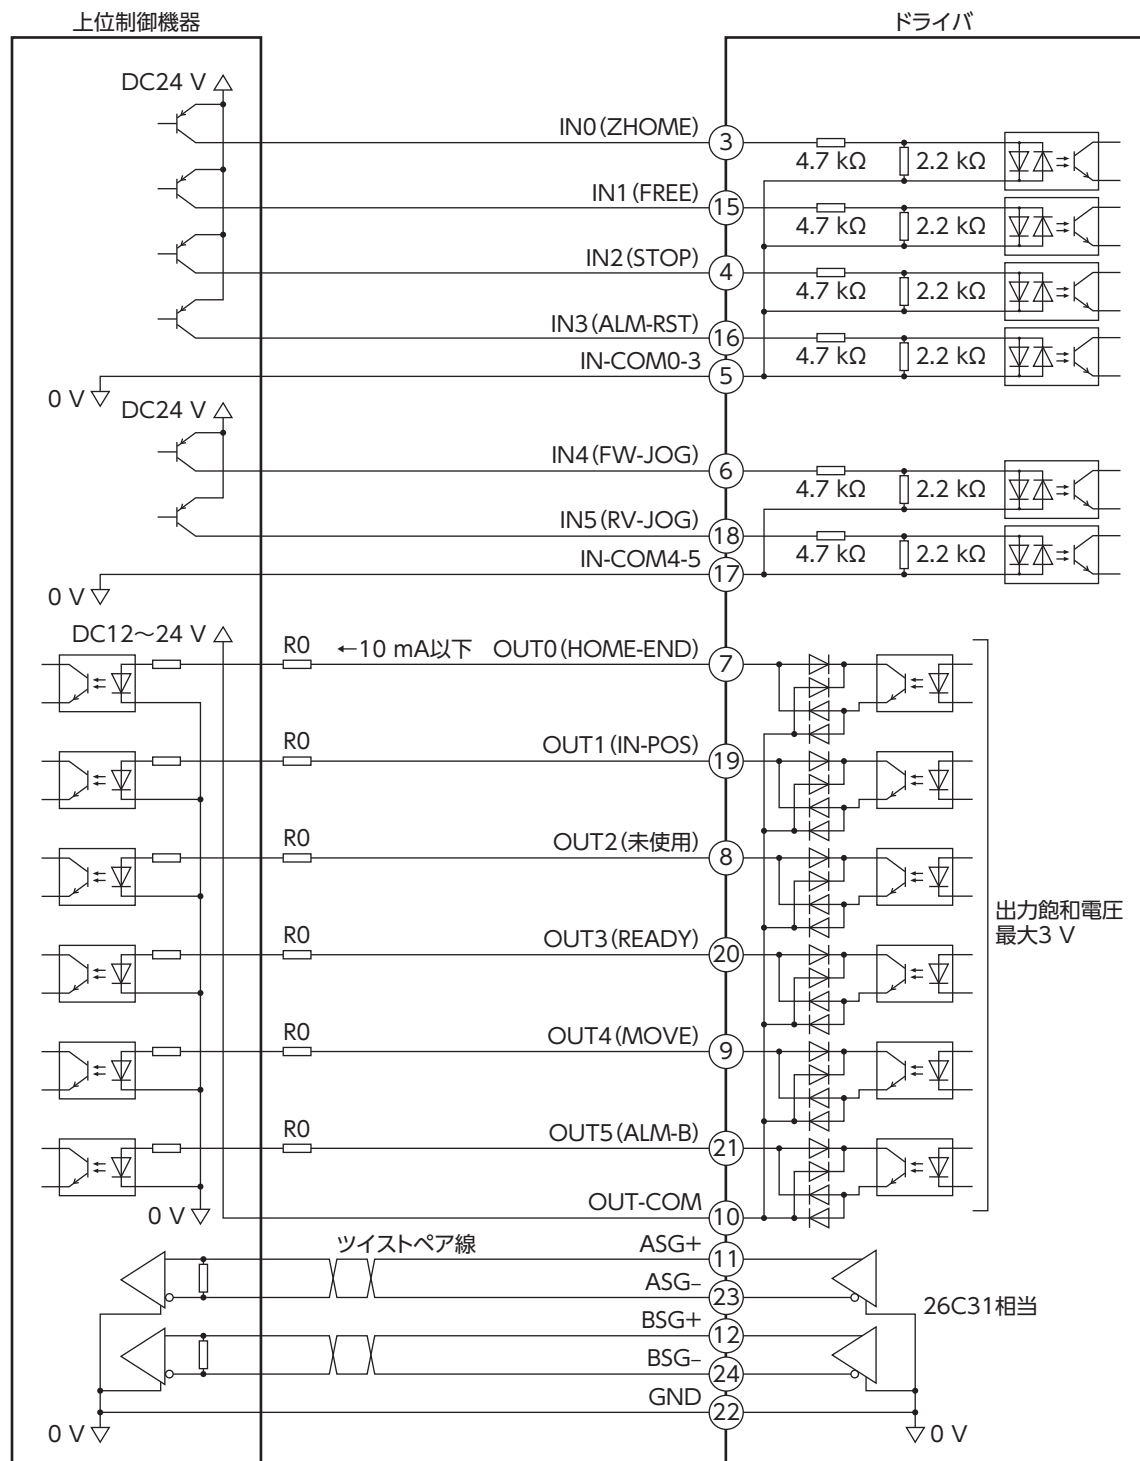 上位制御機器
ドライバ
DC24 V
IN0(ZHOME)
3
4.7 kΩ
2.2 kΩ
IN1(FREE)
15
4.7 kΩ
2.2 kΩ
IN2(STOP)
4
4.7 kΩ
2.2 kΩ
IN3(ALM-RST)
16
4.7 kΩ
2.2 kΩ
IN-COM0-3
5
0 V
DC24 V
IN4(FW-JOG)
6
4.7 kΩ
2.2 kΩ
IN5(RV-JOG)
18
4.7 kΩ
2.2 kΩ
IN-COM4-5
17
0 V
DC12～24 V
R0
←10 mA以下
OUT0(HOME-END)
7
R0
OUT1(IN-POS)
19
R0
OUT2(未使用)
8
出力飽和電圧
最大3 V
R0
OUT3(READY)
20
R0
OUT4(MOVE)
9
R0
OUT5(ALM-B)
21
0 V
OUT-COM
10
ツイストペア線
ASG+
11
ASG−
23
26C31相当
BSG+
12
BSG−
24
GND
22
0 V
0 V